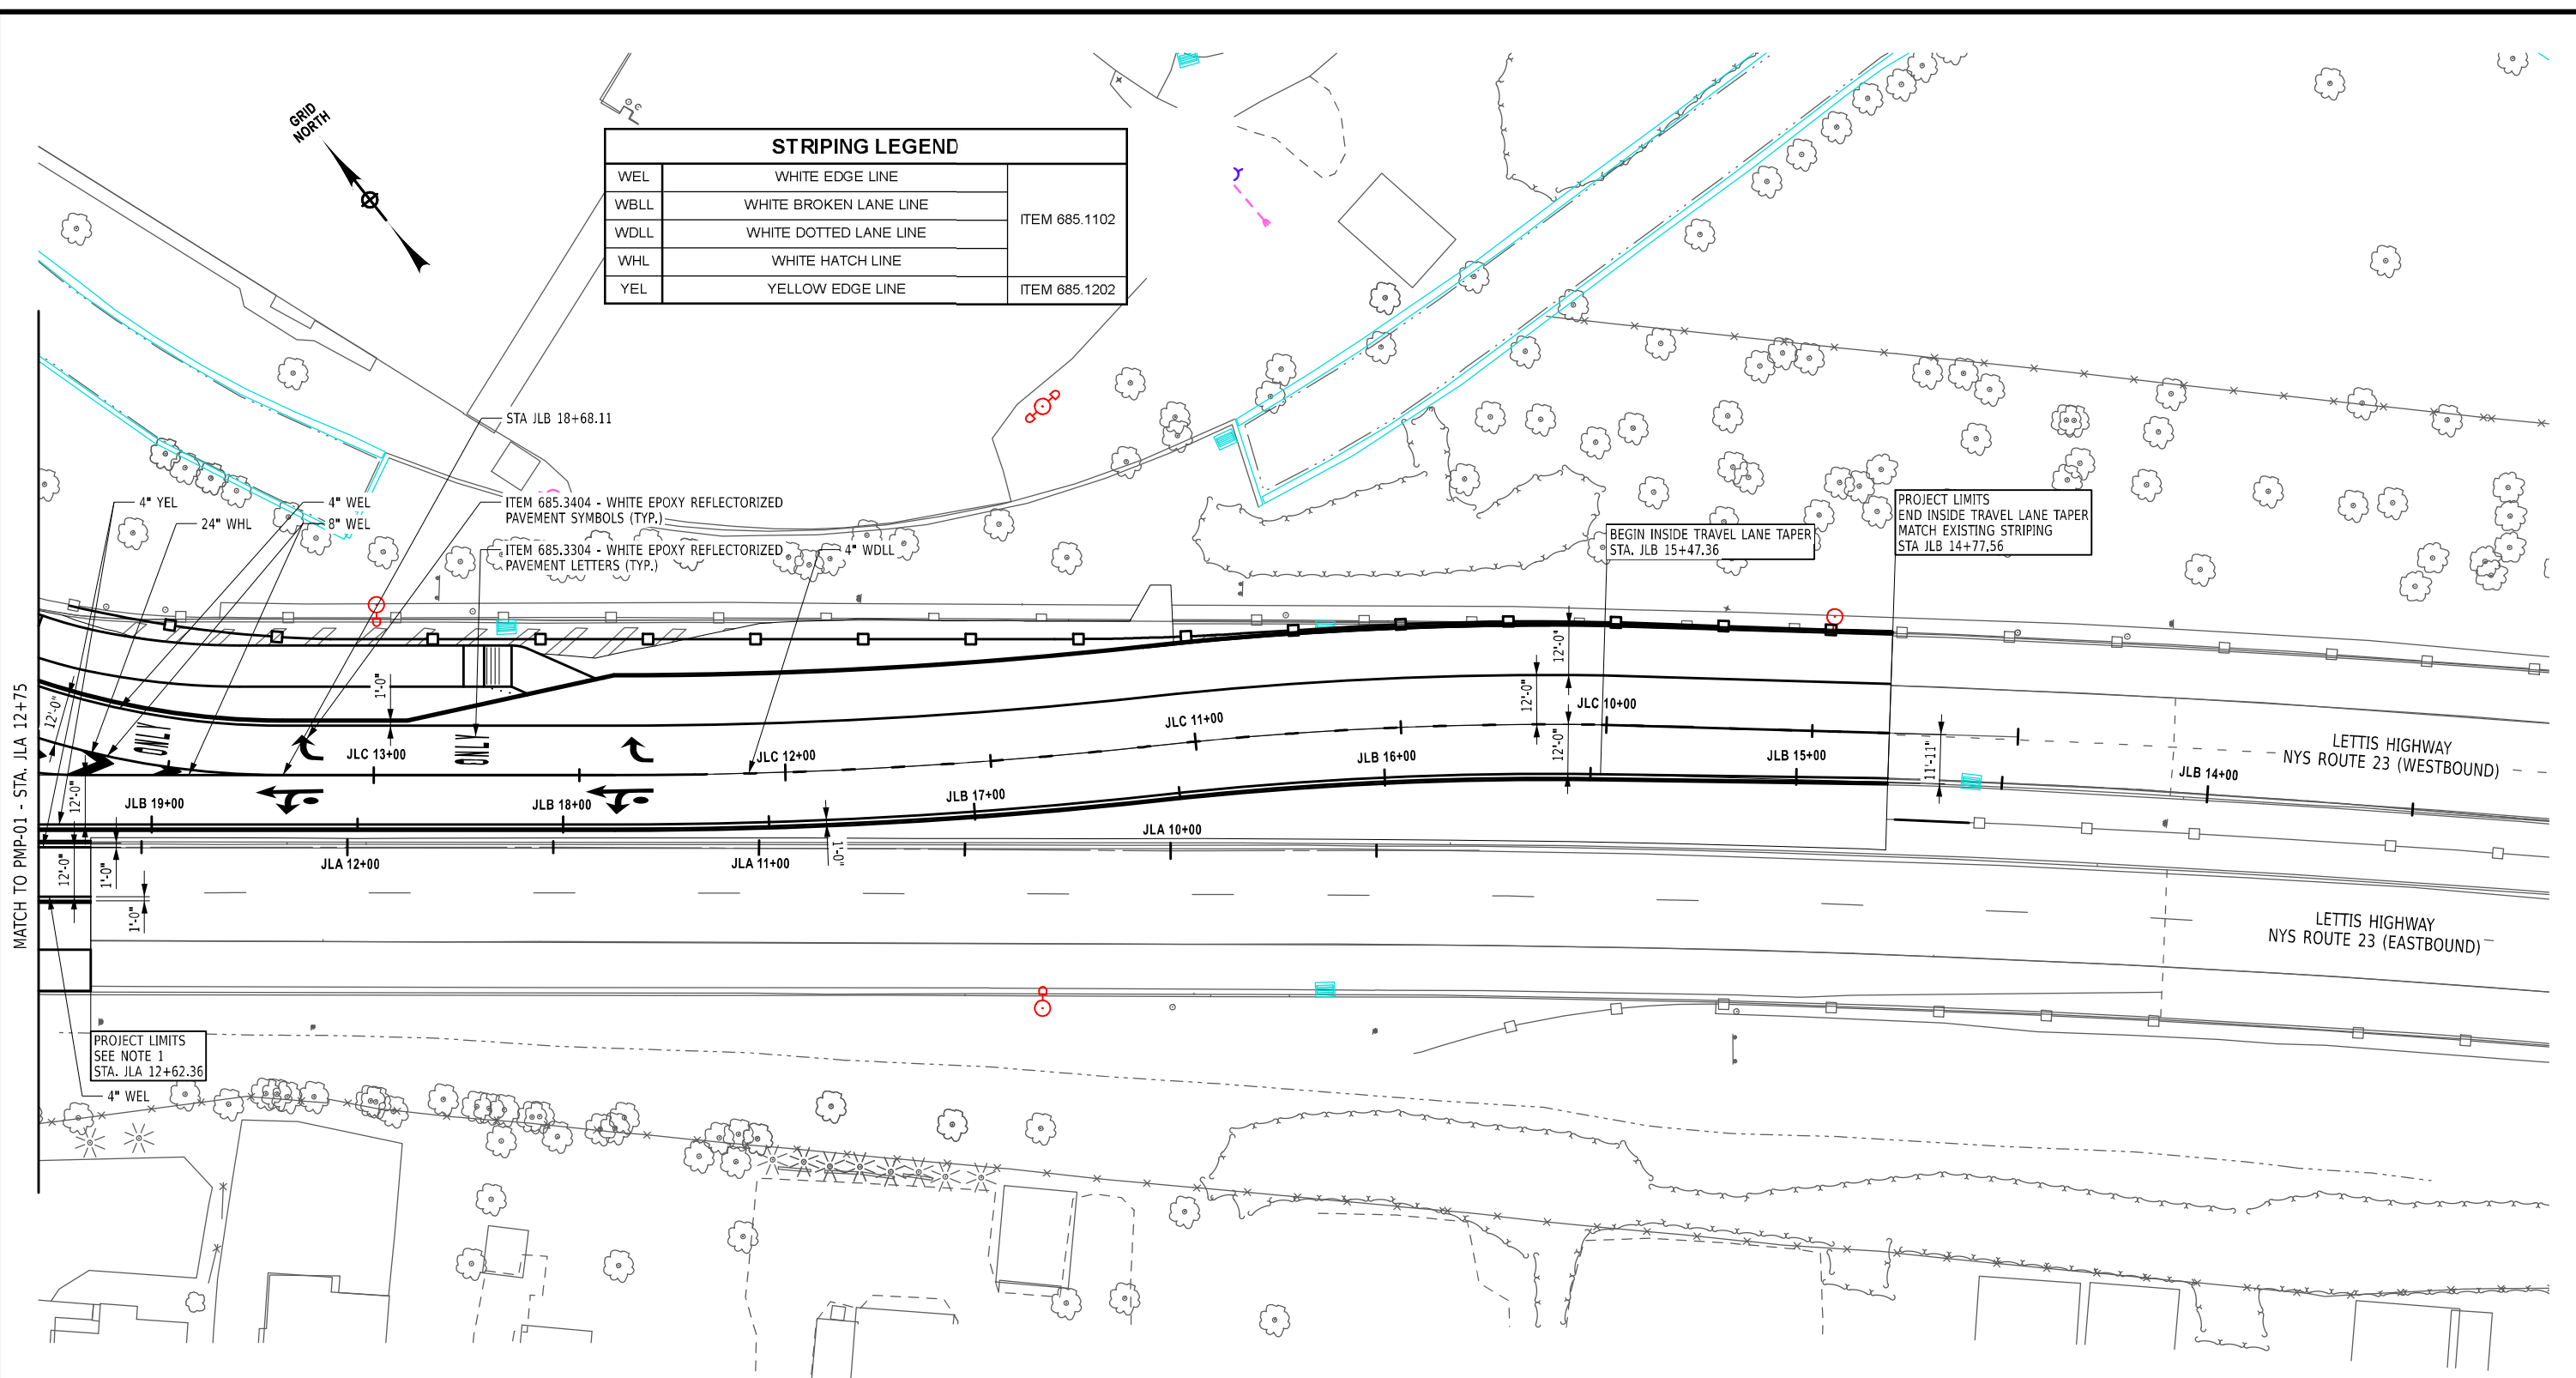 GRID
NORTH
STRIPING LEGEND
WEL WHITE EDGE LINE
WBLL WHITE BROKEN LANE LINE
ITEM 685.1102
WDLL WHITE DOTTED LANE LINE
WHL WHITE HATCH LINE
YEL YELLOW EDGE LINE ITEM 685.1202
STA JLB 18+68.11
4" YEL
24" WHL
4" WEL
8" WEL
ITEM 685.3404 - WHITE EPOXY REFLECTORIZED
PAVEMENT SYMBOLS (TYP.)
ITEM 685.3304 - WHITE EPOXY REFLECTORIZED
PAVEMENT LETTERS (TYP.)
4" WDLL
BEGIN INSIDE TRAVEL LANE TAPER
STA. JLB 15+47.36
PROJECT LIMITS
END INSIDE TRAVEL LANE TAPER
MATCH EXISTING STRIPING
STA JLB 14+77.56
MATCH TO PMP-01 - STA. JLA 12+75
12'-0"
1'-0"
12'-0"
12'-0"
12'-0"
11'-11"
ONLY
ONLY
JLC 13+00
JLC 12+00
JLC 11+00
JLC 10+00
12'-0"
JLB 19+00
JLB 18+00
JLB 17+00
JLB 16+00
JLB 15+00
JLB 14+00
LETTIS HIGHWAY
NYS ROUTE 23 (WESTBOUND)
JLA 12+00
JLA 11+00
JLA 10+00
1'-0"
12'-0"
1'-0"
1'-0"
LETTIS HIGHWAY
NYS ROUTE 23 (EASTBOUND)
PROJECT LIMITS
SEE NOTE 1
STA. JLA 12+62.36
4" WEL